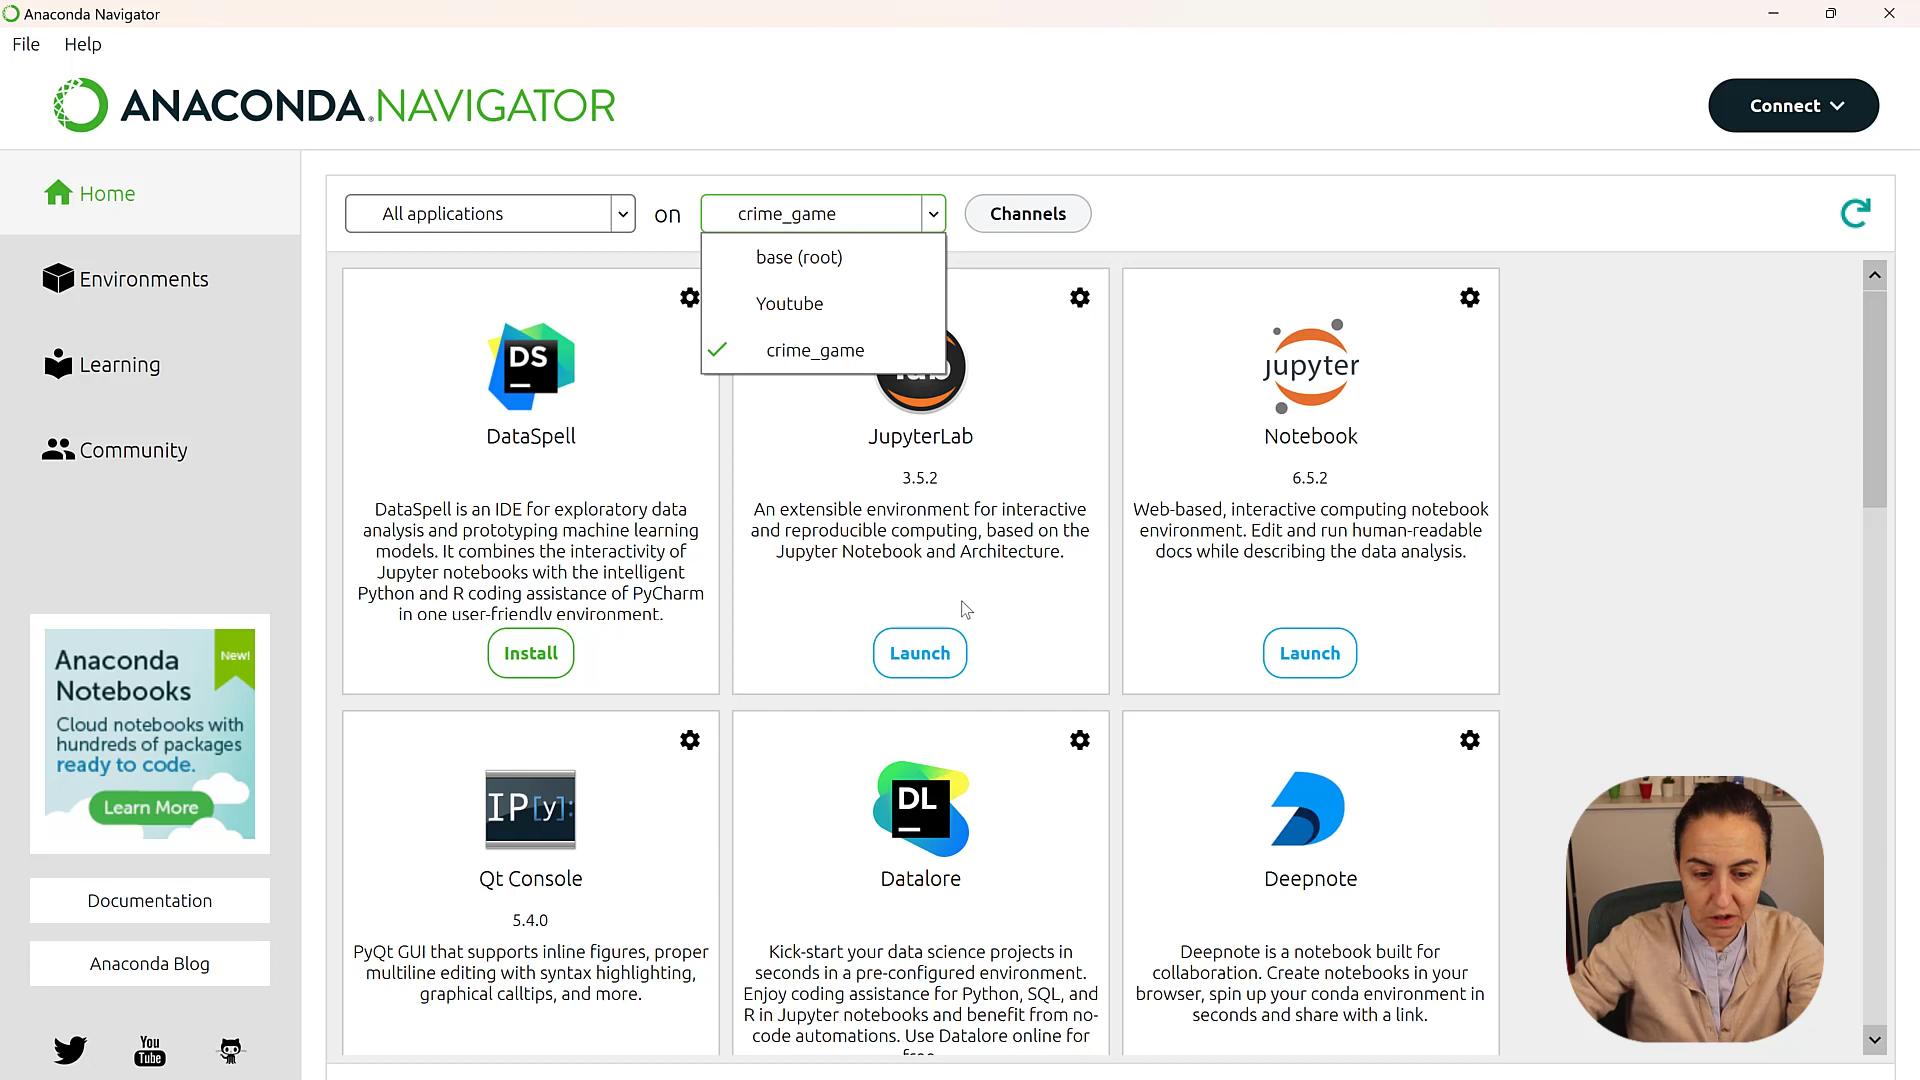 Anaconda Navigator
File Help
ANACONDA.NAVIGATOR
Connect
Home
Environments
Learning
Community
All applications on crime_game Channels
base (root)
Youtube
crime_game
DS
DataSpell
DataSpell is an IDE for exploratory data
analysis and prototyping machine learning
models. It combines the interactivity of
Jupyter notebooks with the intelligent
Python and R coding assistance of PyCharm
in one user-friendly environment.
Install
JupyterLab
3.5.2
An extensible environment for interactive
and reproducible computing, based on the
Jupyter Notebook and Architecture.
Launch
jupyter
Notebook
6.5.2
Web-based, interactive computing notebook
environment. Edit and run human-readable
docs while describing the data analysis.
Launch
IP[y]:
Qt Console
5.4.0
PyQt GUI that supports inline figures, proper
multiline editing with syntax highlighting,
graphical calltips, and more.
DL
Datalore
Kick-start your data science projects in
seconds in a pre-configured environment.
Enjoy coding assistance for Python, SQL, and
R in Jupyter notebooks and benefit from no-
code automations. Use Datalore online for
Deepnote
Deepnote is a notebook built for
collaboration. Create notebooks in your
browser, spin up your conda environment in
seconds and share with a link.
Anaconda
Notebooks
New!
Cloud notebooks with
hundreds of packages
ready to code.
Learn More
Documentation
Anaconda Blog
You
Tube